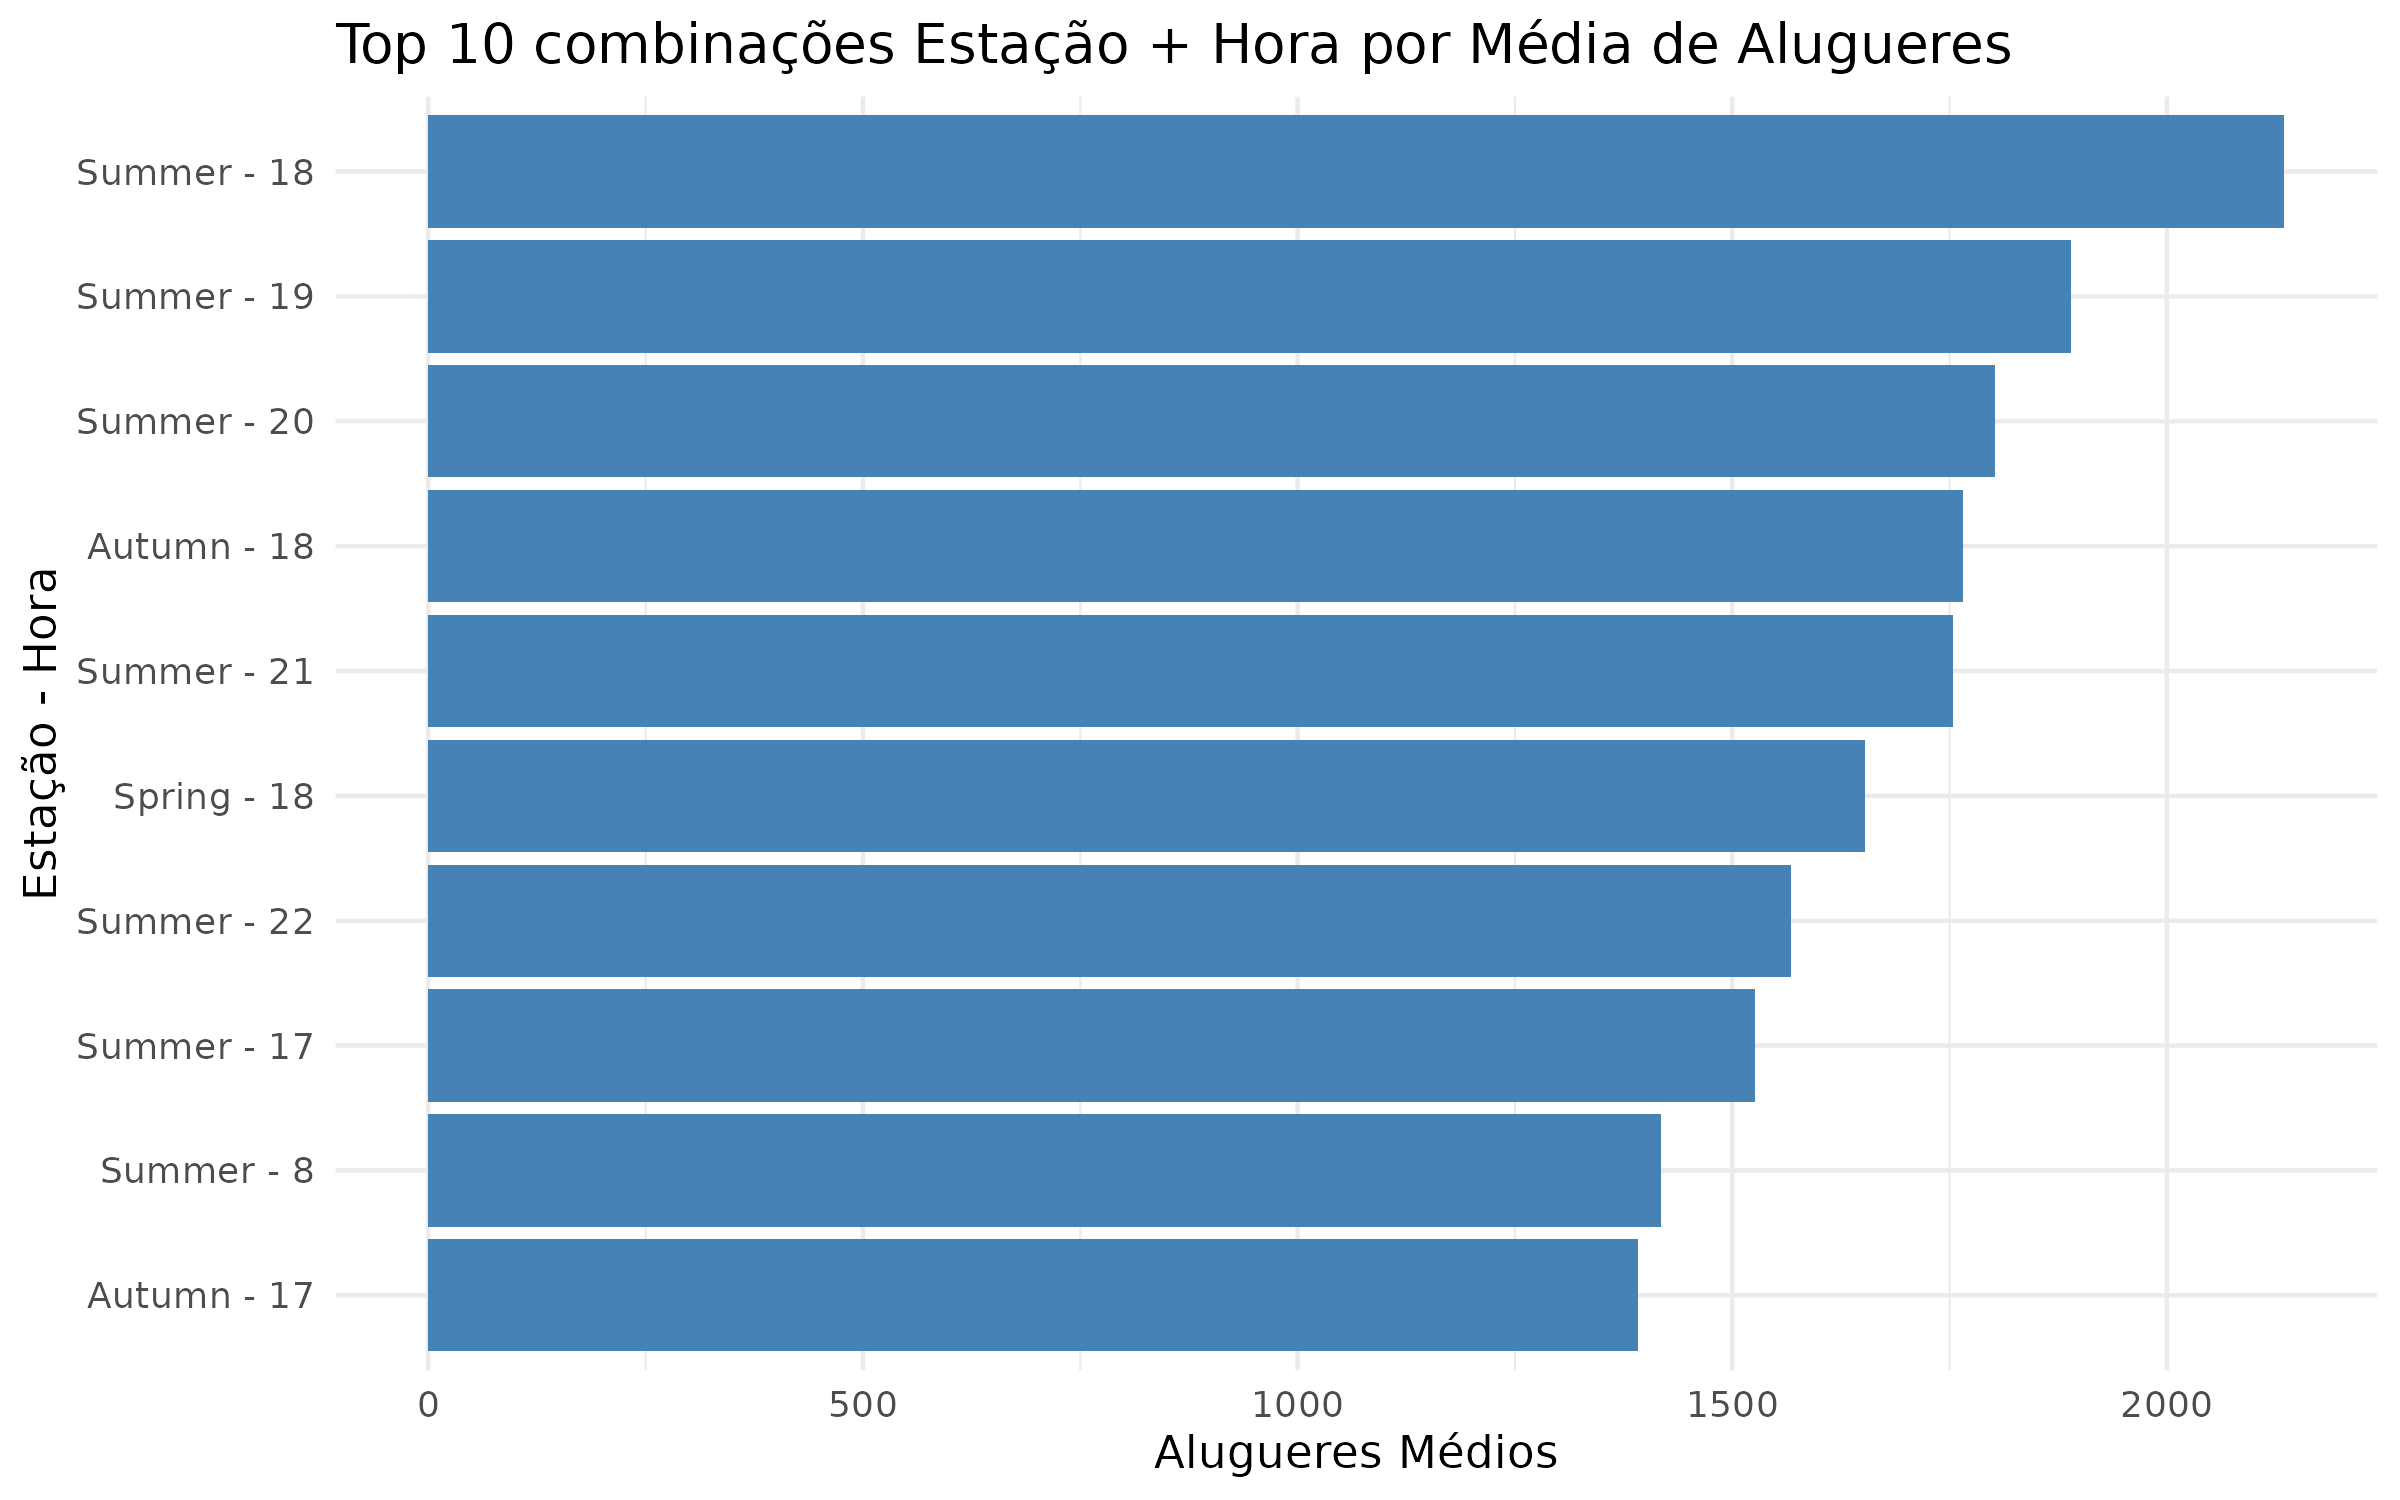 Top 10 combinações Estação + Hora por Média de Alugueres
Estação - Hora
Summer - 18
Summer - 19
Summer - 20
Autumn - 18
Summer - 21
Spring - 18
Summer - 22
Summer - 17
Summer - 8
Autumn - 17
0 500 1000 1500 2000
Alugueres Médios